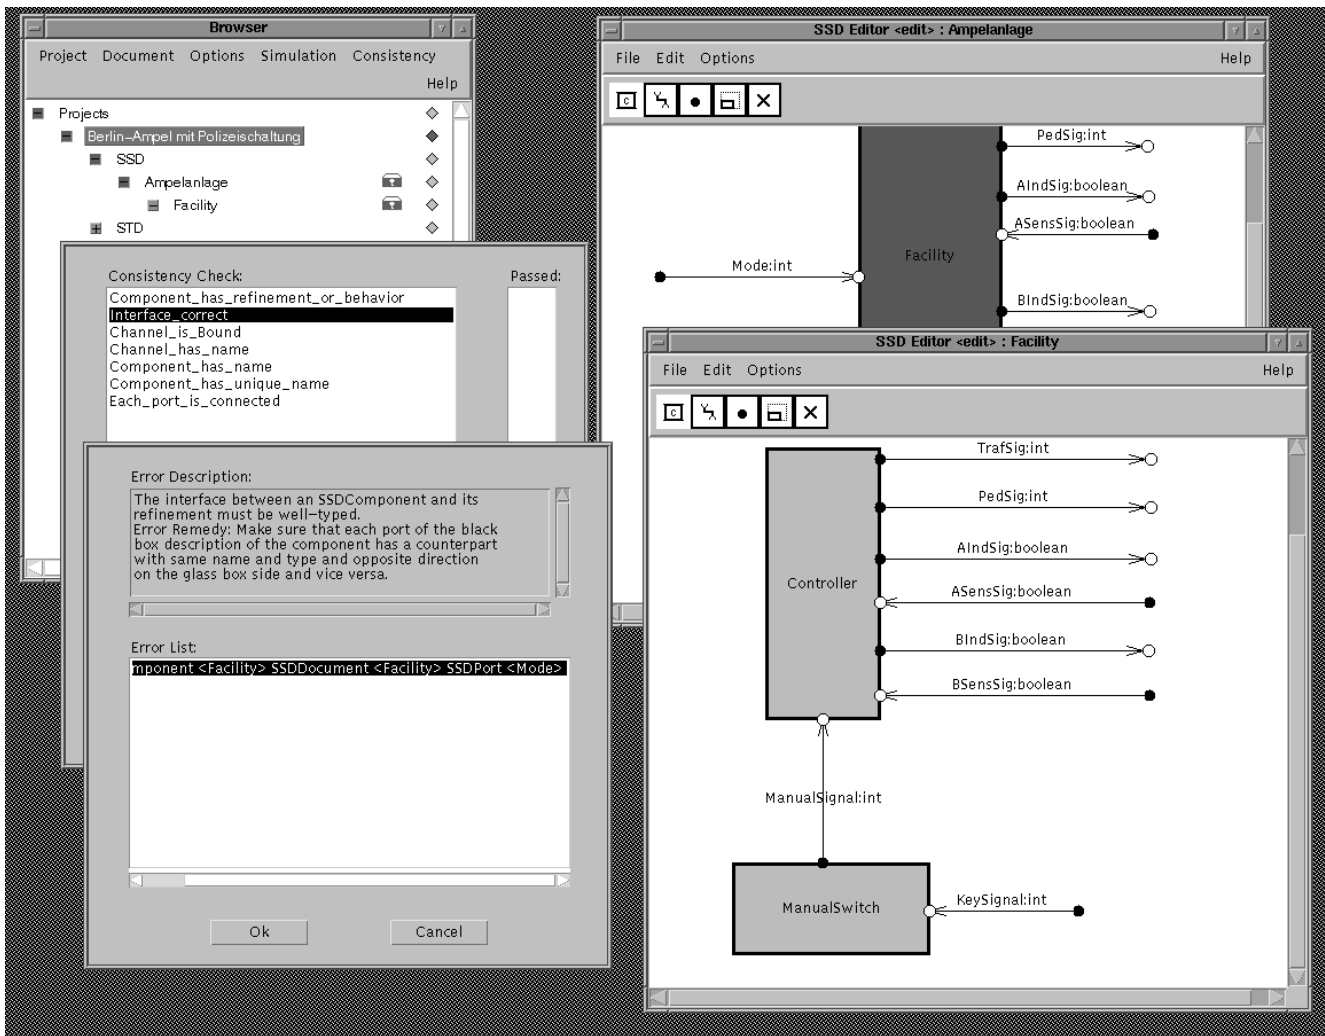 Browser
Project Document Options Simulation Consistency
Help
Projects
Berlin–Ampel mit Polizeischaltung
SSD
Ampelanlage
Facility
STD
Consistency Check:
Passed:
Component_has_refinement_or_behavior
Interface_correct
Channel_is_Bound
Channel_has_name
Component_has_name
Component_has_unique_name
Each_port_is_connected
Error Description:
The interface between an SSDComponent and its
refinement must be well–typed.
Error Remedy: Make sure that each port of the black
box description of the component has a counterpart
with same name and type and opposite direction
on the glass box side and vice versa.
Error List:
mponent <Facility> SSDDocument <Facility> SSDPort <Mode>
Ok Cancel
SSD Editor <edit> : Ampelanlage
File Edit Options Help
C
PedSig:int
AIndSig:boolean
ASensSig:boolean
Facility
Mode:int
BIndSig:boolean
SSD Editor <edit> : Facility
File Edit Options Help
C
TrafSig:int
PedSig:int
AIndSig:boolean
Controller
ASensSig:boolean
BIndSig:boolean
BSensSig:boolean
ManualSignal:int
ManualSwitch
KeySignal:int